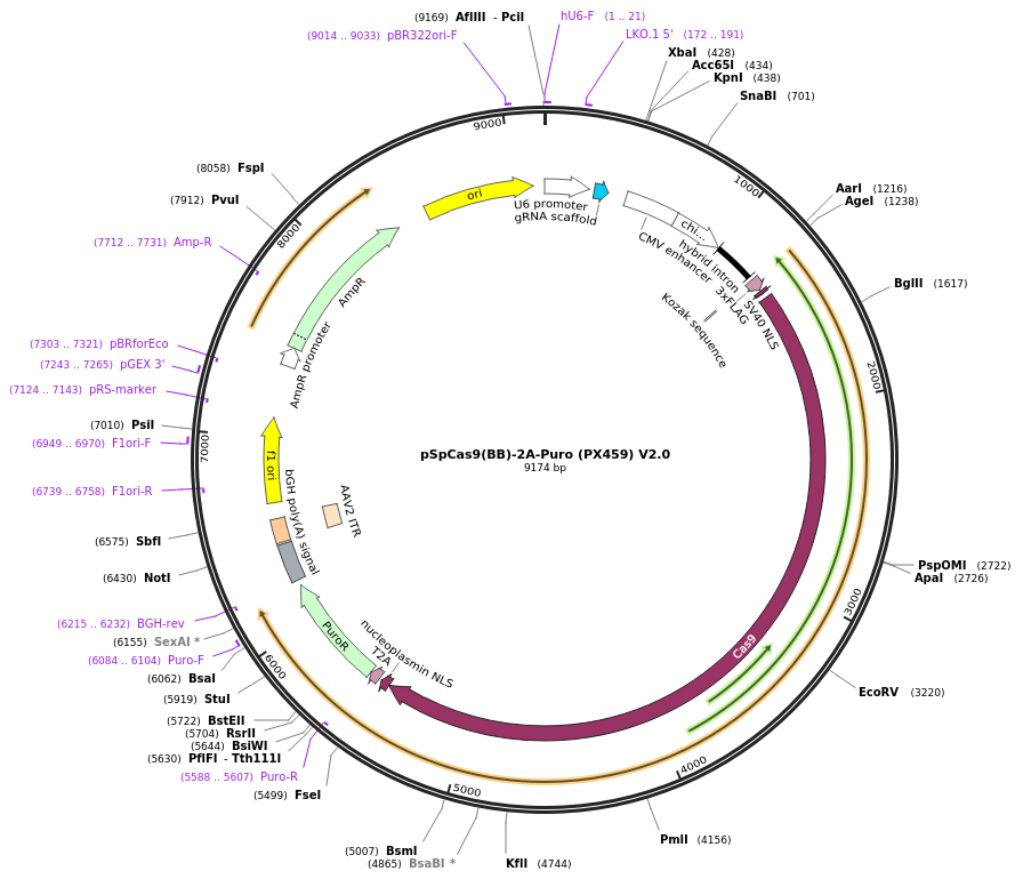 (9169) AflIII - PciI
hU6-F (1 .. 21)
(9014 .. 9033) pBR322ori-F
LKO.1 5' (172 .. 191)
XbaI (428)
Acc65I (434)
KpnI (438)
SnaBI (701)
9000
1000
(8058) FspI
(7912) PvuI
AarI (1216)
AgeI (1238)
ori
U6 promoter
gRNA scaffold
chi...
CMV enhancer
hybrid intron
3xFLAG
SV40 NLS
Kozak sequence
8000
(7712 .. 7731) Amp-R
AmpR
BglII (1617)
AmpR promoter
(7303 .. 7321) pBRforEco
(7243 .. 7265) pGEX 3'
(7124 .. 7143) pRS-marker
2000
(7010) PsiI
(6949 .. 6970) F1ori-F
7000
pSpCas9(BB)-2A-Puro (PX459) V2.0
9174 bp
f1 ori
(6739 .. 6758) F1ori-R
bGH poly(A) signal
AAV2 ITR
(6575) SbfI
(6430) NotI
PspOMI (2722)
ApaI (2726)
3000
(6215 .. 6232) BGH-rev
(6155) SexAI *
(6084 .. 6104) Puro-F
(6062) BsaI
6000
PuroR
T2A
nucleoplasmin NLS
Cas9
(5919) StuI
EcoRV (3220)
(5722) BstEII
(5704) RsrII
(5644) BsiWI
(5630) PflFI - Tth111I
(5588 .. 5607) Puro-R
(5499) FseI
5000
4000
PmlI (4156)
(5007) BsmI
(4865) BsaBI *
KflI (4744)